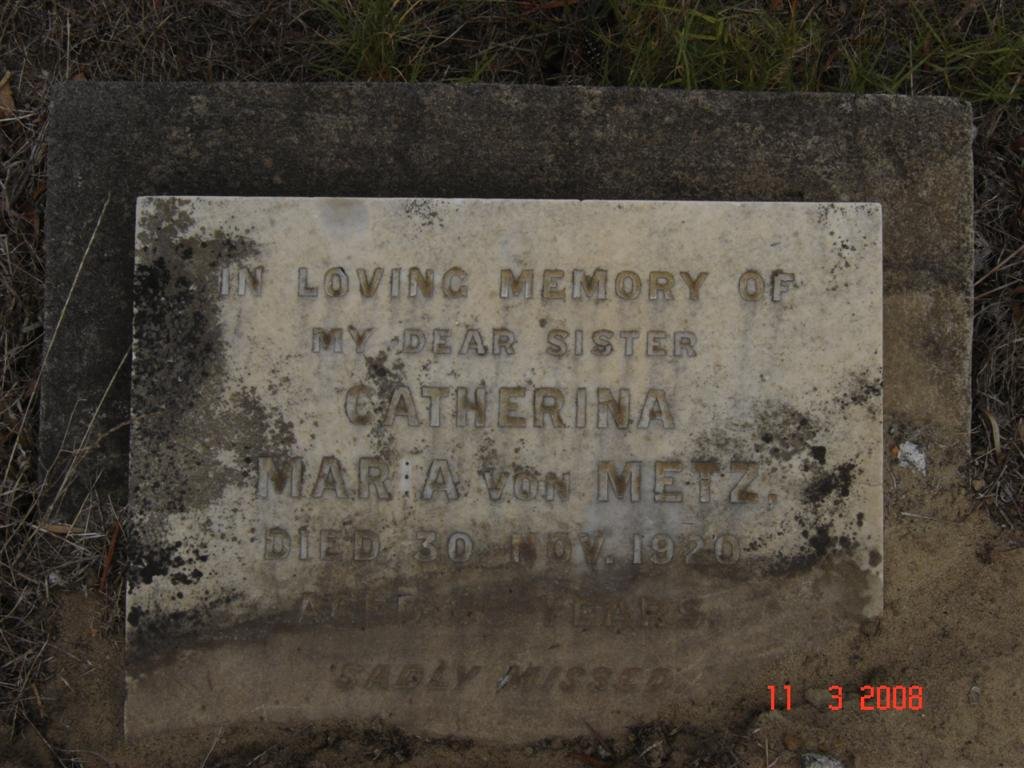 IN LOVING MEMORY OF
MY DEAR SISTER
CATHERINA
MARIA VON METZ.
DIED 30 NOV. 1920
AGED YEARS.
SADLY MISSED.
11 3 2008